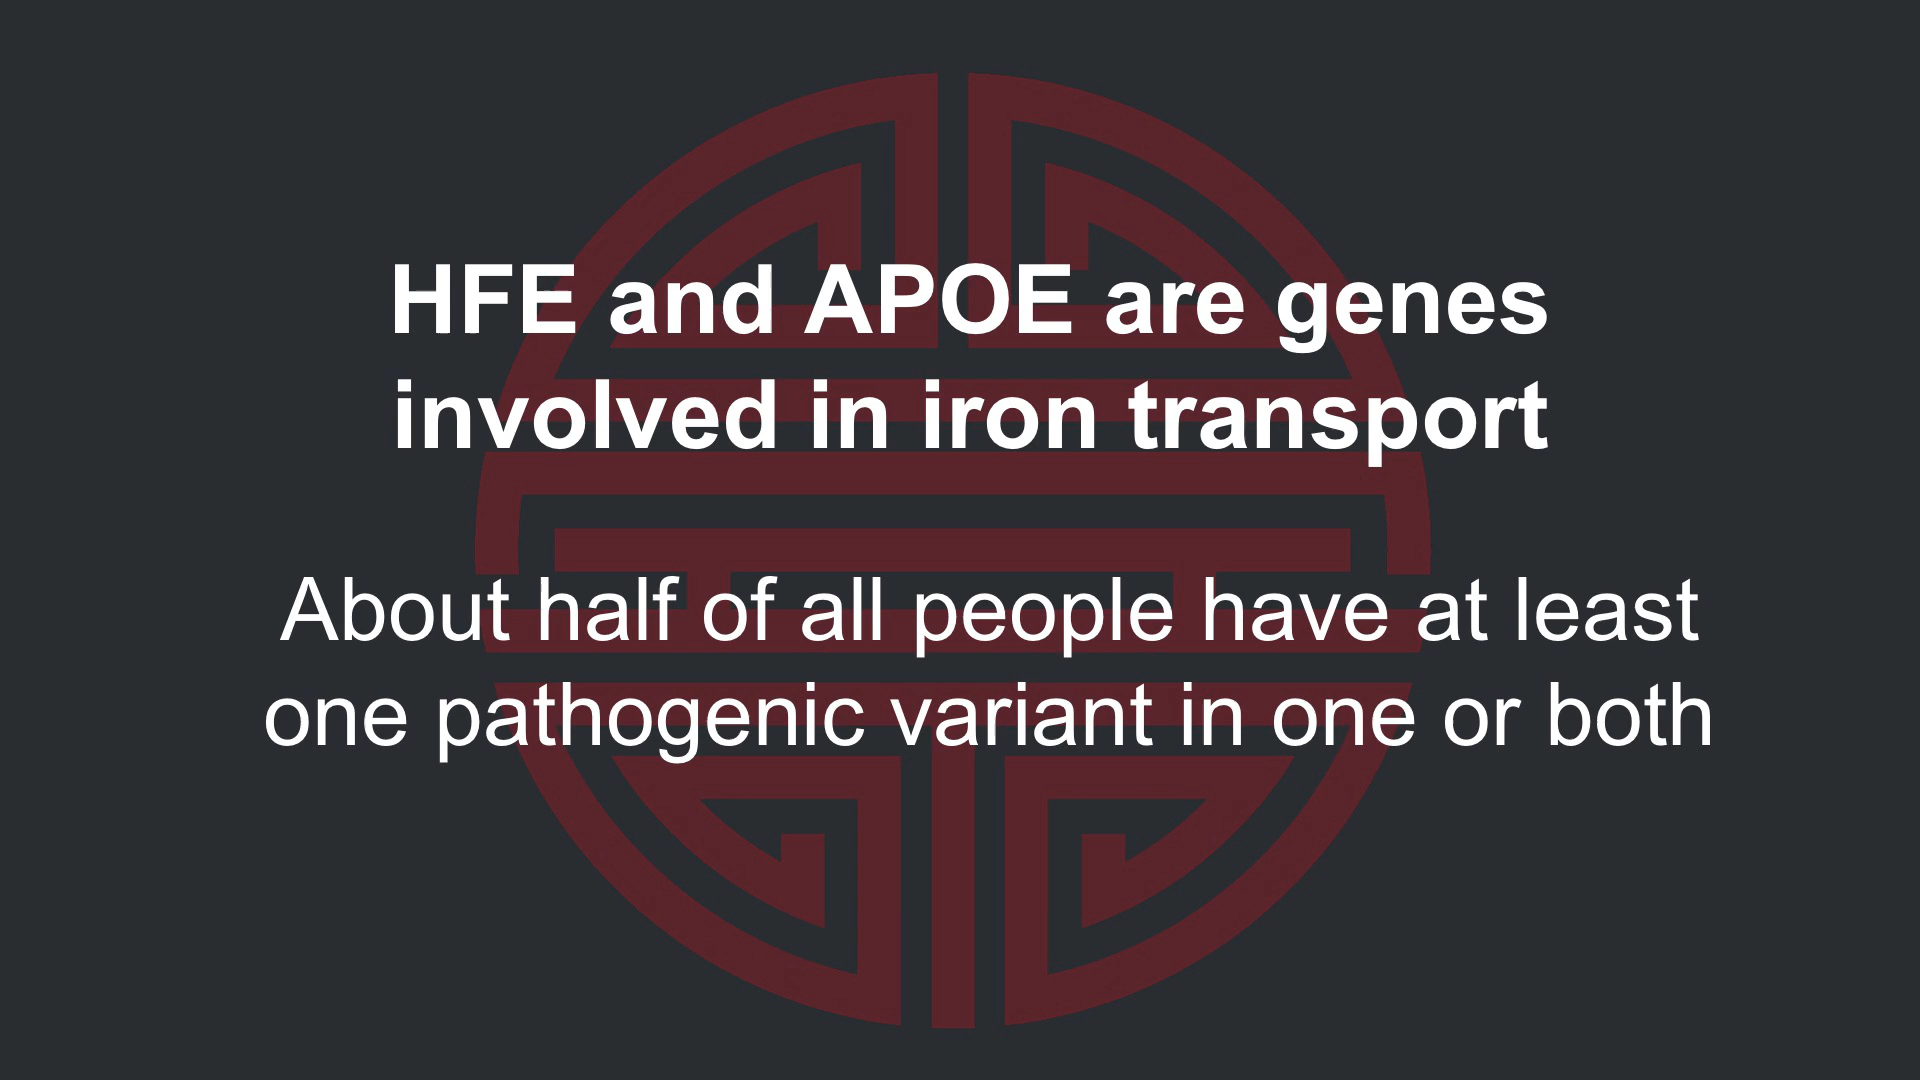 HFE and APOE are genes
involved in iron transport
About half of all people have at least
one pathogenic variant in one or both